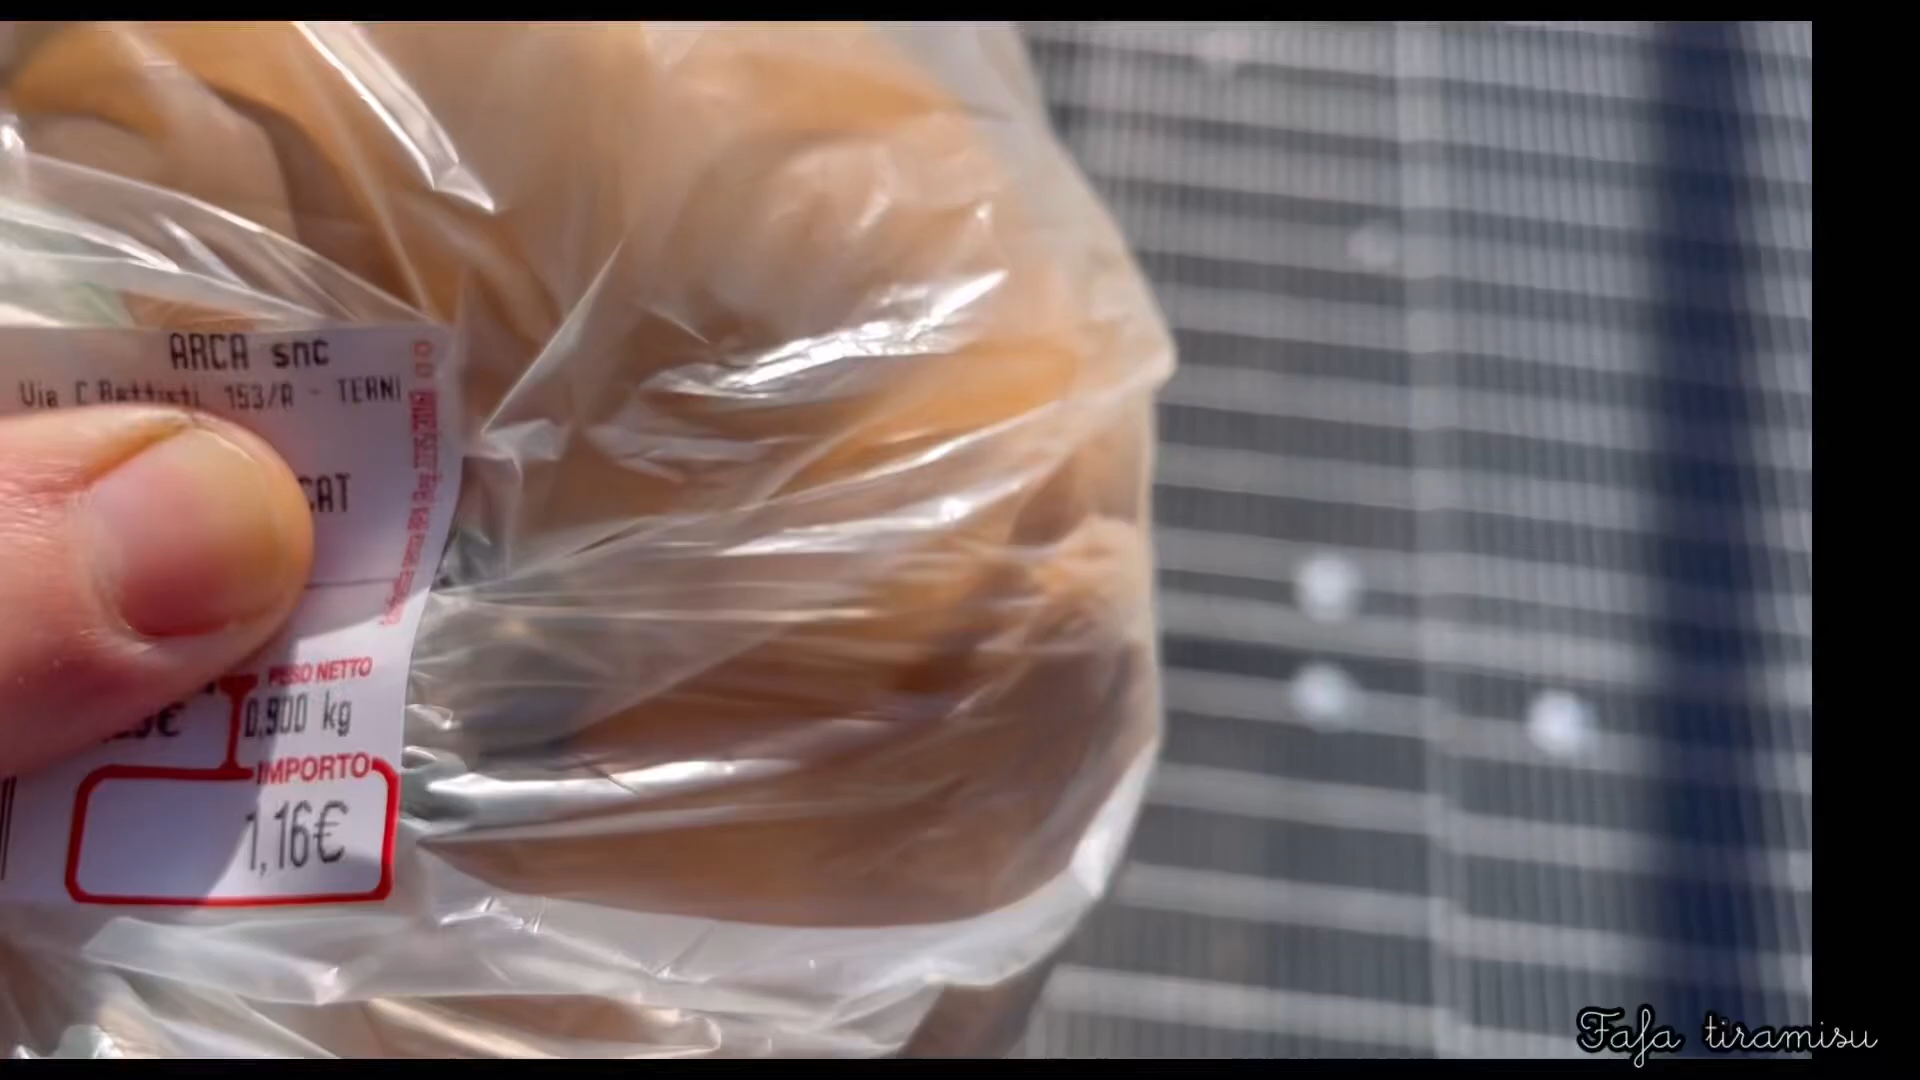 ARCA snc
Via C Battisti 153/A - TERNI
CAT
PESO NETTO
0,900 kg
IMPORTO
1,16€
Fafa tiramisu